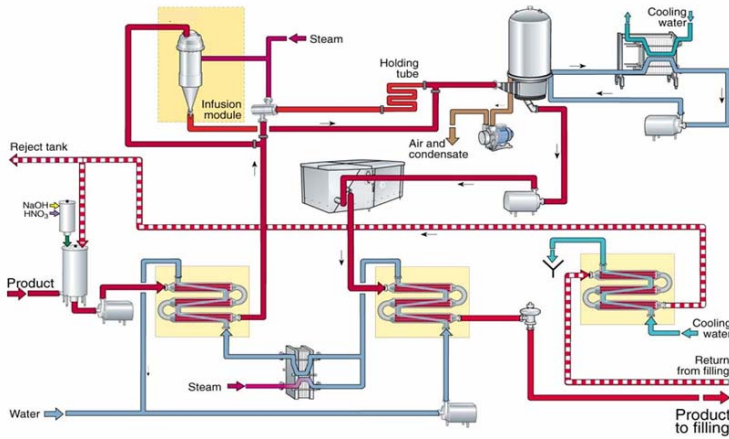 Cooling
water
Steam
Holding
tube
Infusion
module
Air and
condensate
Reject tank
NaOH
HNO₃
Product
Cooling
water
Steam
Return
from filling
Water
Product
to filling